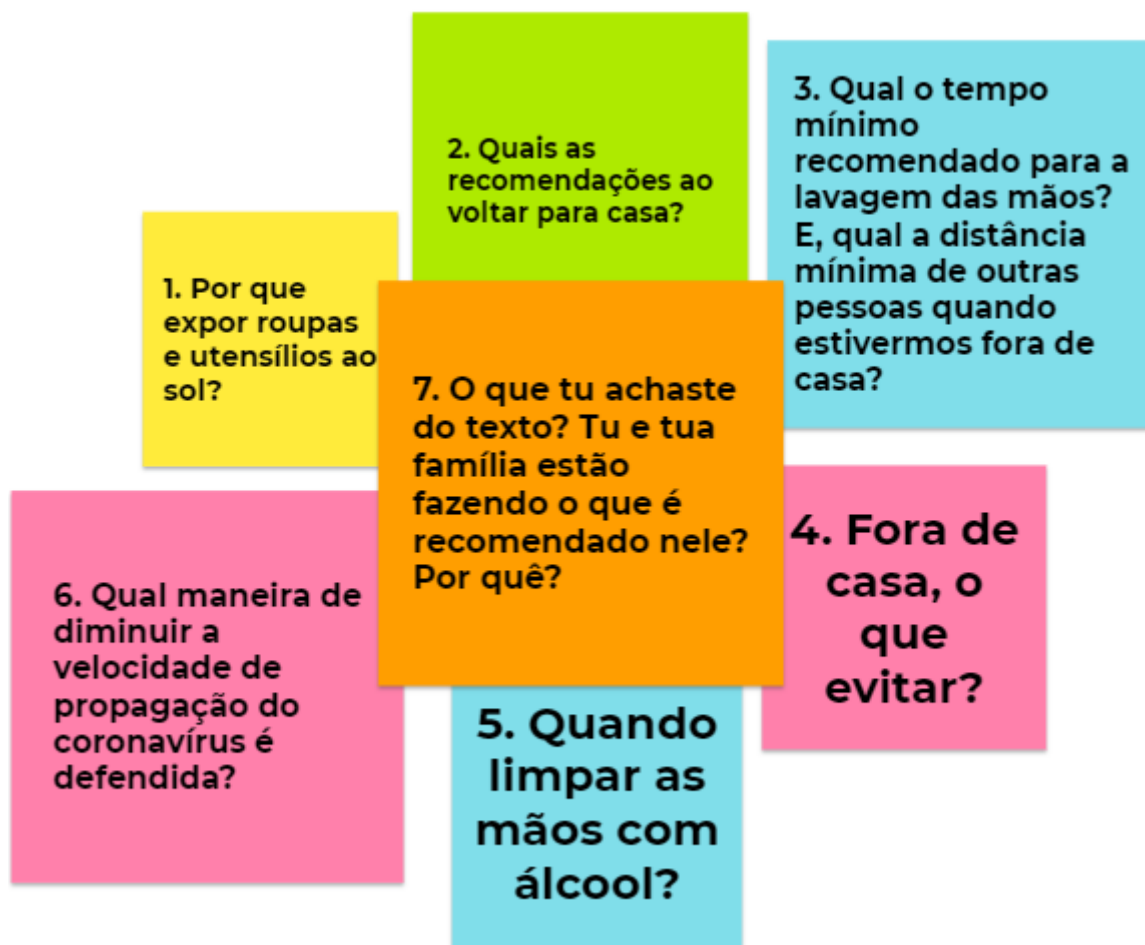 1. Por que
expor roupas
e utensílios ao
sol?
2. Quais as
recomendações ao
voltar para casa?
3. Qual o tempo
mínimo
recomendado para a
lavagem das mãos?
E, qual a distância
mínima de outras
pessoas quando
estivermos fora de
casa?
4. Fora de
casa, o
que
evitar?
5. Quando
limpar as
mãos com
álcool?
6. Qual maneira de
diminuir a
velocidade de
propagação do
coronavírus é
defendida?
7. O que tu achaste
do texto? Tu e tua
família estão
fazendo o que é
recomendado nele?
Por quê?